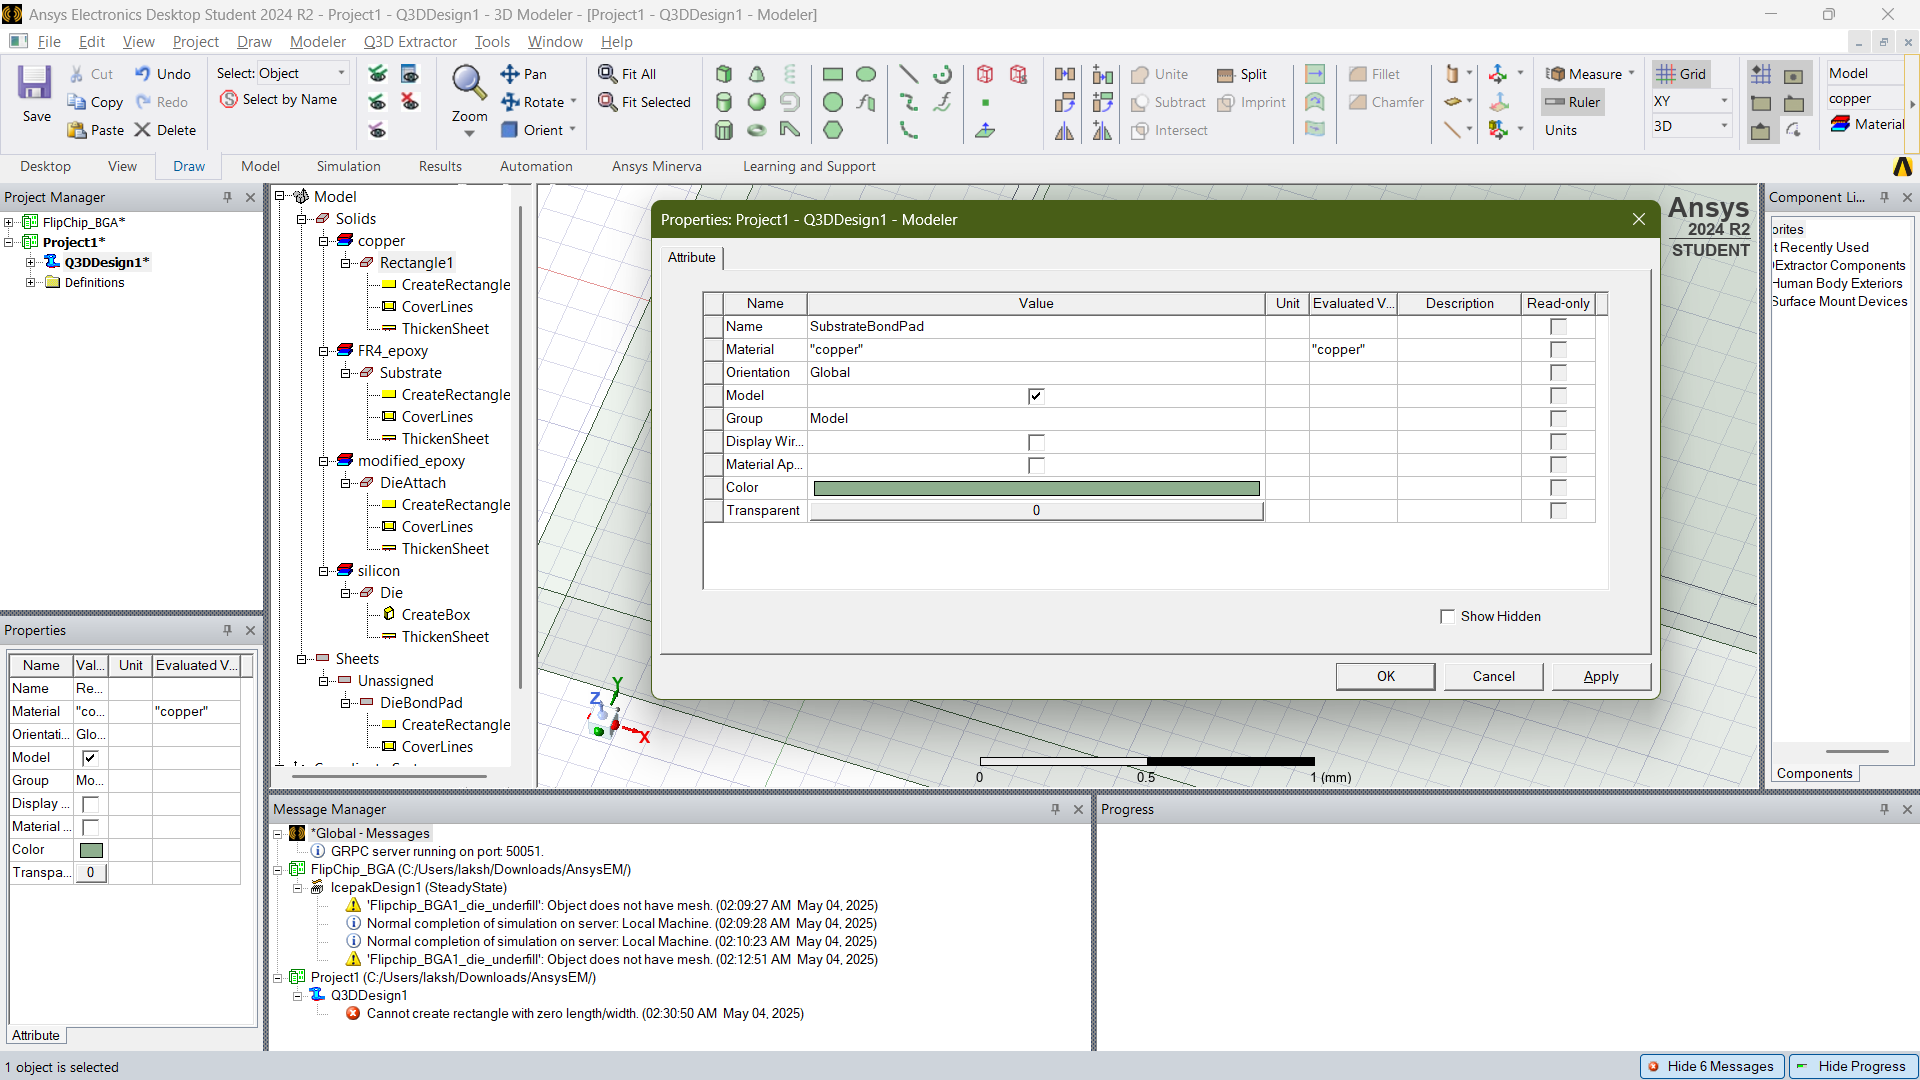 Ansys Electronics Desktop Student 2024 R2 - Project1 - Q3DDesign1 - 3D Modeler - [Project1 - Q3DDesign1 - Modeler]
File Edit View Project Draw Modeler Q3D Extractor Tools Window Help
Save
Cut
Copy
Paste
Undo
Redo
Delete
Select: Object
Select by Name
Zoom
Pan
Rotate
Orient
Fit All
Fit Selected
Unite
Subtract
Intersect
Split
Imprint
Fillet
Chamfer
Measure
Ruler
Units
Grid
XY
3D
Model
copper
Material
Desktop View Draw Model Simulation Results Automation Ansys Minerva Learning and Support
Project Manager
FlipChip_BGA*
Project1*
Q3DDesign1*
Definitions
Properties
Name Val... Unit Evaluated V...
Name Re...
Material "co... "copper"
Orientati... Glo...
Model
Group Mo...
Display ...
Material ...
Color
Transpa... 0
Attribute
Model
Solids
copper
Rectangle1
CreateRectangle
CoverLines
ThickenSheet
FR4_epoxy
Substrate
CreateRectangle
CoverLines
ThickenSheet
modified_epoxy
DieAttach
CreateRectangle
CoverLines
ThickenSheet
silicon
Die
CreateBox
ThickenSheet
Sheets
Unassigned
DieBondPad
CreateRectangle
CoverLines
Properties: Project1 - Q3DDesign1 - Modeler
Attribute
Name Value Unit Evaluated V... Description Read-only
Name SubstrateBondPad
Material "copper" "copper"
Orientation Global
Model
Group Model
Display Wir...
Material Ap...
Color
Transparent 0
Show Hidden
OK Cancel Apply
Ansys
2024 R2
STUDENT
Z Y X
0 0.5 1 (mm)
Component Li...
orites
t Recently Used
Extractor Components
Human Body Exteriors
Surface Mount Devices
Components
Message Manager
*Global - Messages
GRPC server running on port: 50051.
FlipChip_BGA (C:/Users/laksh/Downloads/AnsysEM/)
IcepakDesign1 (SteadyState)
'Flipchip_BGA1_die_underfill': Object does not have mesh. (02:09:27 AM May 04, 2025)
Normal completion of simulation on server: Local Machine. (02:09:28 AM May 04, 2025)
Normal completion of simulation on server: Local Machine. (02:10:23 AM May 04, 2025)
'Flipchip_BGA1_die_underfill': Object does not have mesh. (02:12:51 AM May 04, 2025)
Project1 (C:/Users/laksh/Downloads/AnsysEM/)
Q3DDesign1
Cannot create rectangle with zero length/width. (02:30:50 AM May 04, 2025)
Progress
1 object is selected
Hide 6 Messages
Hide Progress